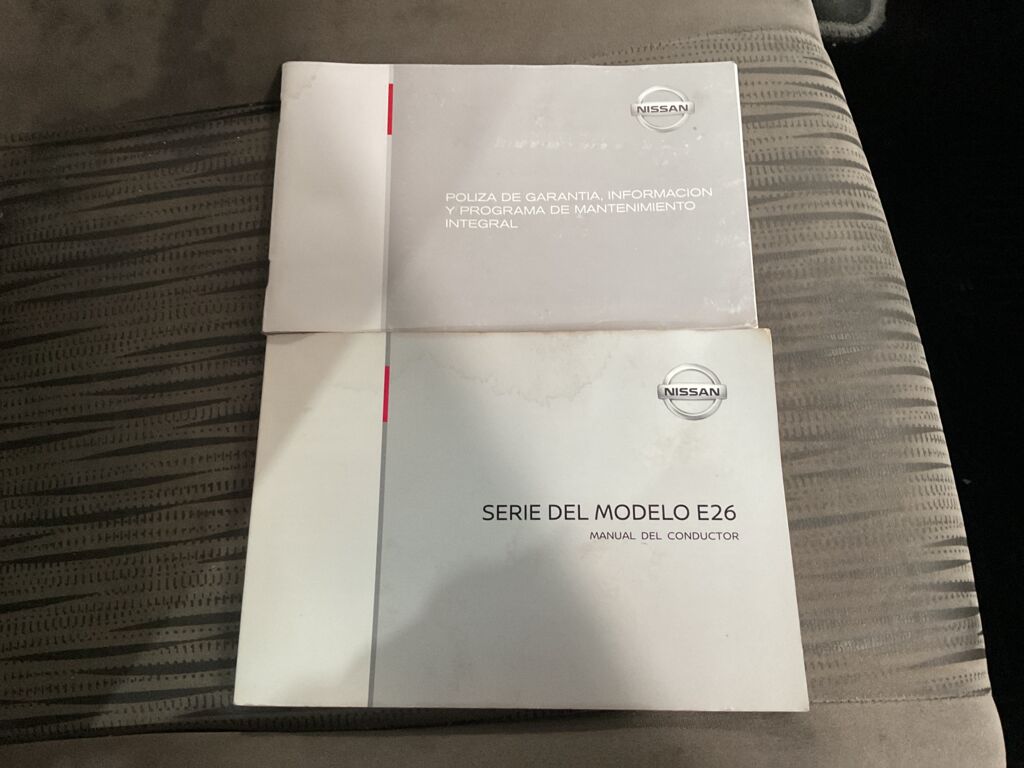 NISSAN
POLIZA DE GARANTIA, INFORMACION
Y PROGRAMA DE MANTENIMIENTO
INTEGRAL
NISSAN
SERIE DEL MODELO E26
MANUAL DEL CONDUCTOR